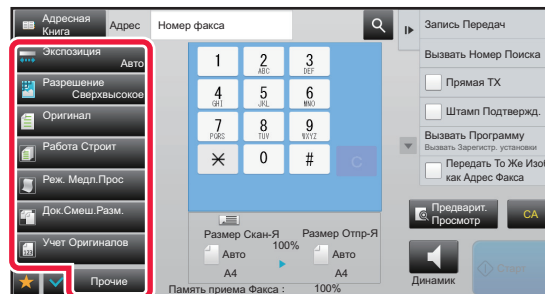 Адресная
Книга
Адрес
Номер факса
Запись Передач
Экспозиция
Авто
Разрешение
Сверхвысокое
Оригинал
Работа Строит
Реж. Медл.Прос
Док.Смеш.Разм.
Учет Оригиналов
Прочие
1
2
ABC
3
DEF
4
GHI
5
JKL
6
MNO
7
PQRS
8
TUV
9
WXYZ
0
#
C
Размер Скан-Я
100%
Размер Отпр-Я
Авто
A4
Авто
A4
Память приема Факса :
100%
Вызвать Номер Поиска
Прямая TX
Штамп Подтвержд.
Вызвать Программу
Вызвать Зарегистр. установки
Передать То Же Изо
как Адрес Факса
Предварит.
Просмотр
CA
Динамик
Старт